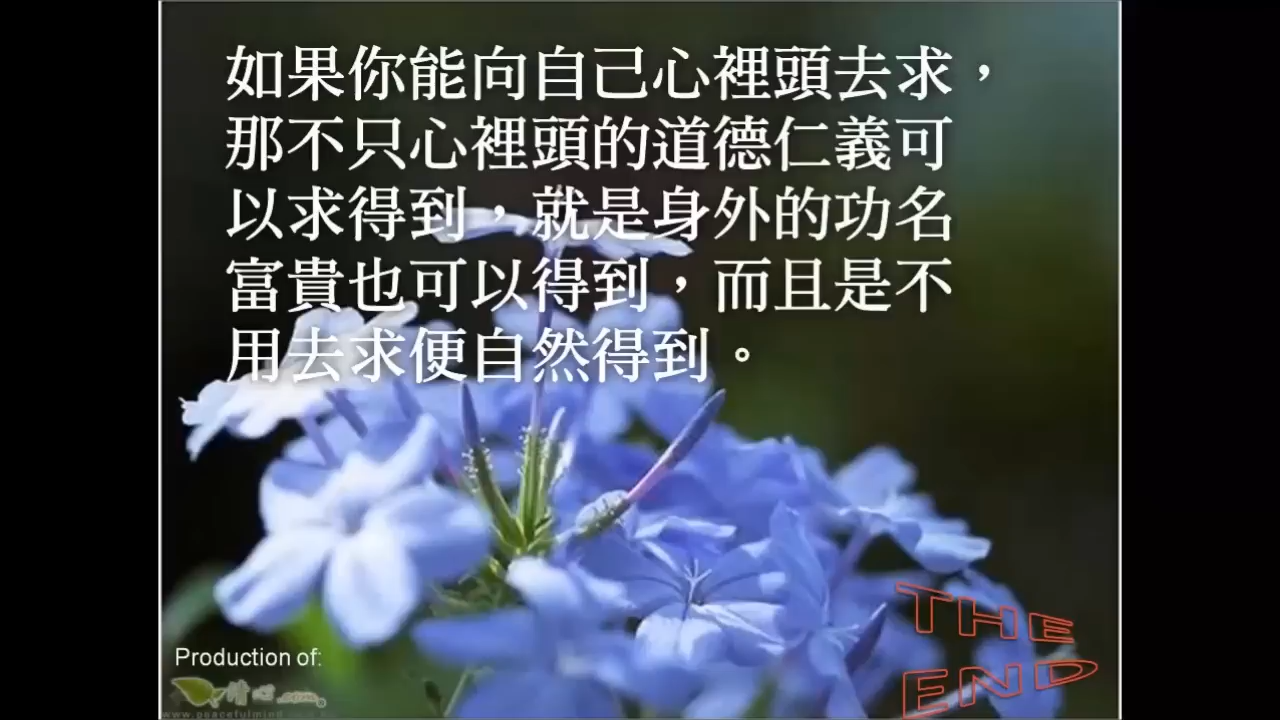 如果你能向自己心裡頭去求，
那不只心裡頭的道德仁義可
以求得到，就是身外的功名
富貴也可以得到，而且是不
用去求便自然得到。
THE
END
Production of:
清心.com